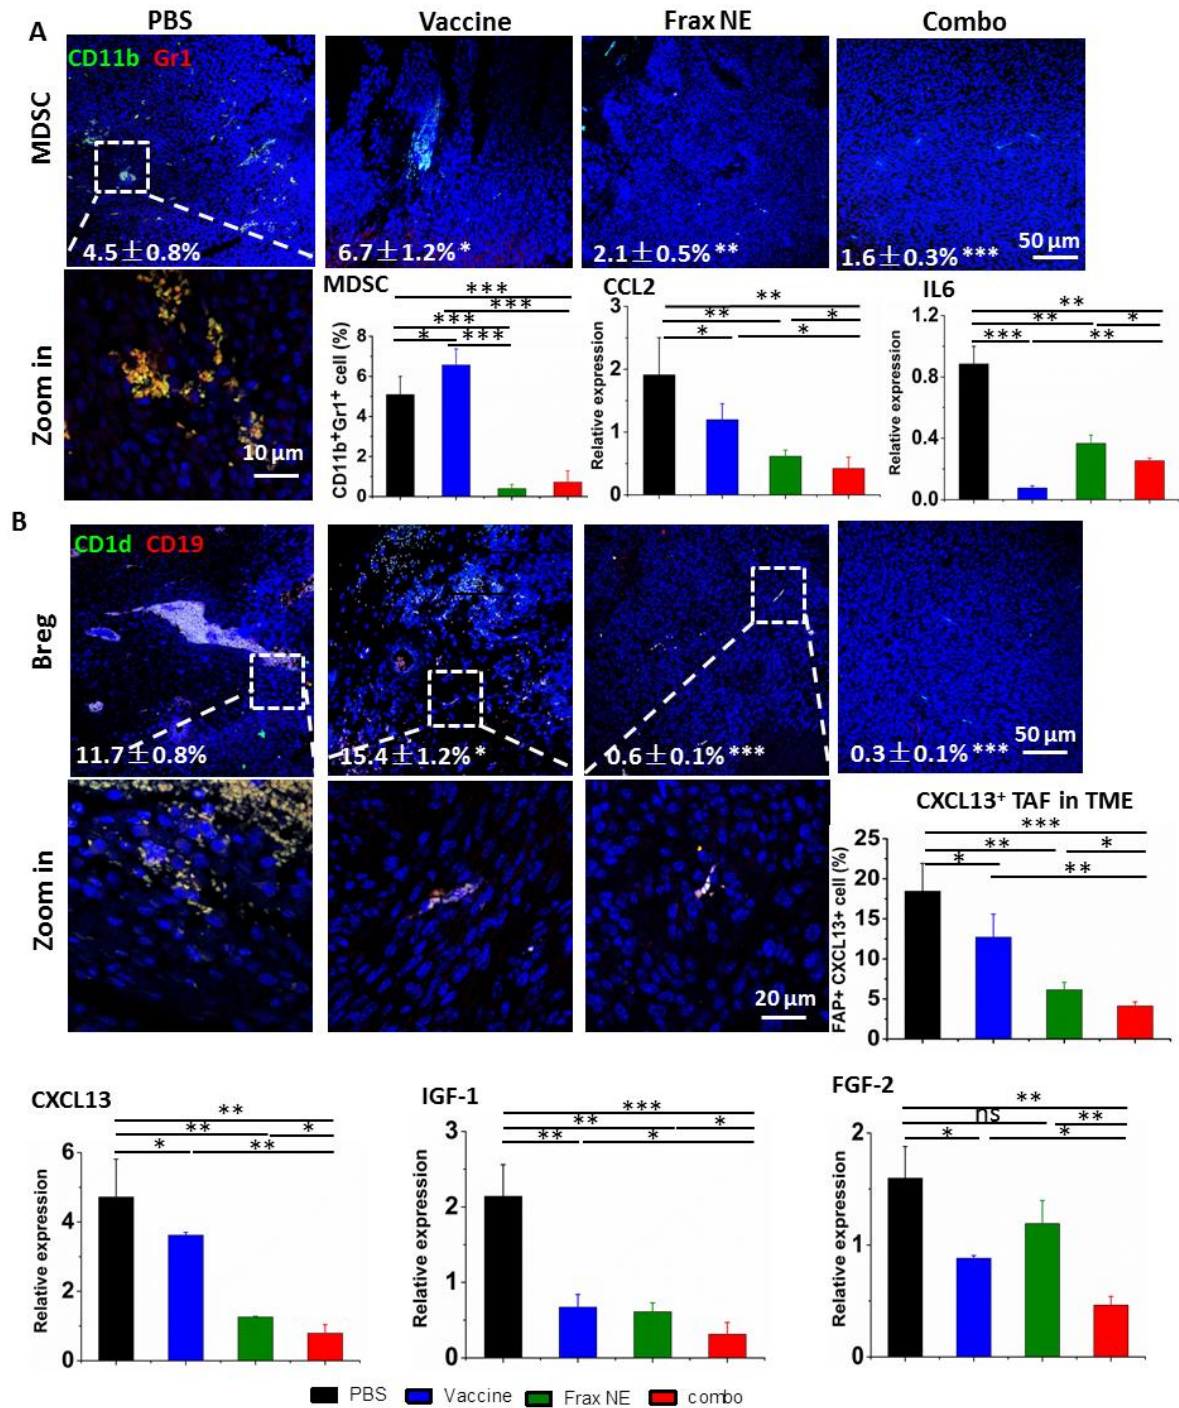 A
PBS
Vaccine
Frax NE
Combo
CD11b Gr1
MDSC
4.5±0.8%
6.7±1.2% *
2.1±0.5% **
1.6±0.3% ***
50 μm
Zoom in
10 μm
MDSC
CD11b⁺Gr1⁺ cell (%)
8
6
4
2
0
***
***
***
* ***
CCL2
Relative expression
3
2
1
0
**
** *
* *
IL6
Relative expression
1.2
0.8
0.4
0.0
**
** *
*** **
B
CD1d CD19
Breg
11.7±0.8%
15.4±1.2% *
0.6±0.1% ***
0.3±0.1% ***
50 μm
Zoom in
20 μm
CXCL13⁺ TAF in TME
FAP+ CXCL13+ cell (%)
25
20
15
10
5
0
***
** *
* **
CXCL13
Relative expression
6
4
2
0
**
** *
* **
IGF-1
Relative expression
3
2
1
0
***
** *
** *
FGF-2
Relative expression
2
1
0
**
ns **
* *
PBS
Vaccine
Frax NE
combo